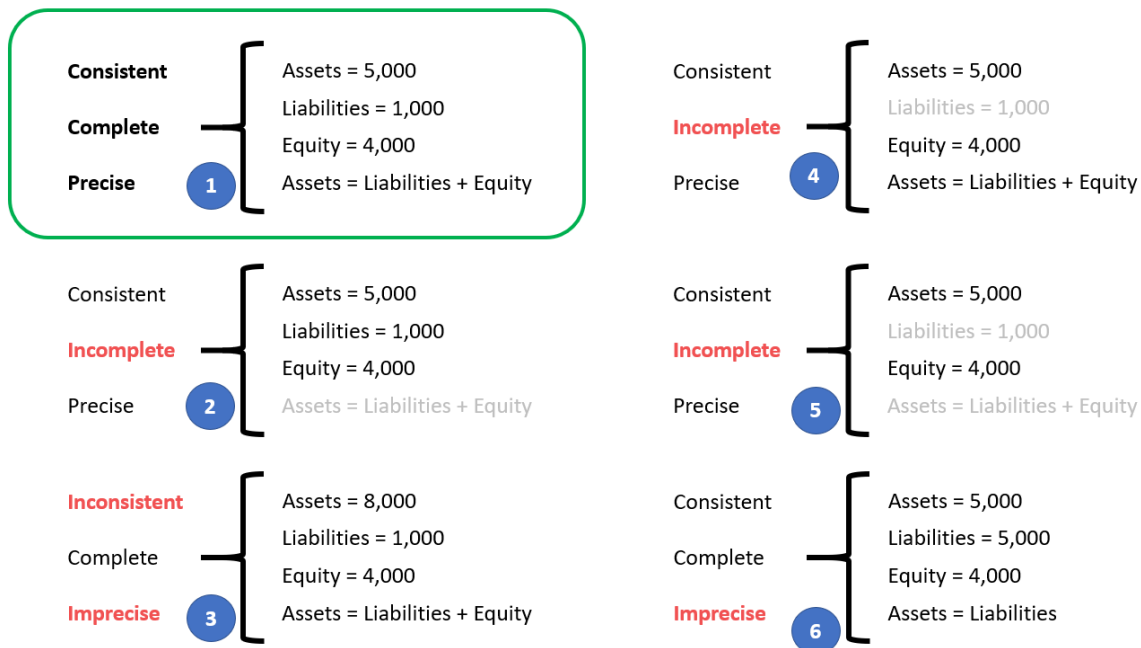 Consistent
Complete
Precise
1
Assets = 5,000
Liabilities = 1,000
Equity = 4,000
Assets = Liabilities + Equity
Consistent
Incomplete
Precise
4
Assets = 5,000
Liabilities = 1,000
Equity = 4,000
Assets = Liabilities + Equity
Consistent
Incomplete
Precise
2
Assets = 5,000
Liabilities = 1,000
Equity = 4,000
Assets = Liabilities + Equity
Consistent
Incomplete
Precise
5
Assets = 5,000
Liabilities = 1,000
Equity = 4,000
Assets = Liabilities + Equity
Inconsistent
Complete
Imprecise
3
Assets = 8,000
Liabilities = 1,000
Equity = 4,000
Assets = Liabilities + Equity
Consistent
Complete
Imprecise
6
Assets = 5,000
Liabilities = 5,000
Equity = 4,000
Assets = Liabilities